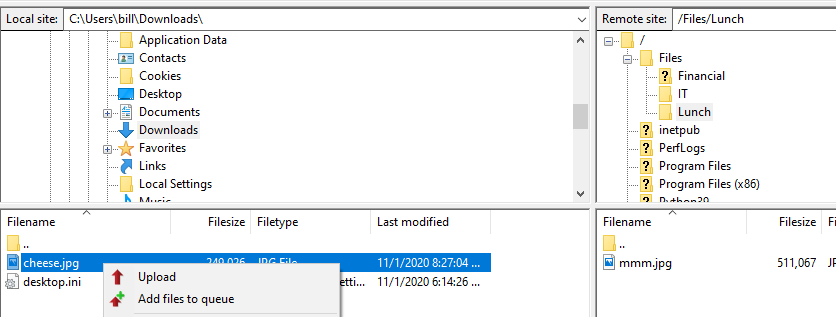 Local site: C:\Users\bill\Downloads\
Application Data
Contacts
Cookies
Desktop
Documents
Downloads
Favorites
Links
Local Settings
Music
Filename Filesize Filetype Last modified
..
cheese.jpg 249,026 JPG File 11/1/2020 8:27:04 ...
desktop.ini etti... 11/1/2020 6:14:26 ...
Upload
Add files to queue
Remote site: /Files/Lunch
/
Files
Financial
IT
Lunch
inetpub
PerfLogs
Program Files
Program Files (x86)
Python39
Filename Filesize
..
mmm.jpg 511,067 JP